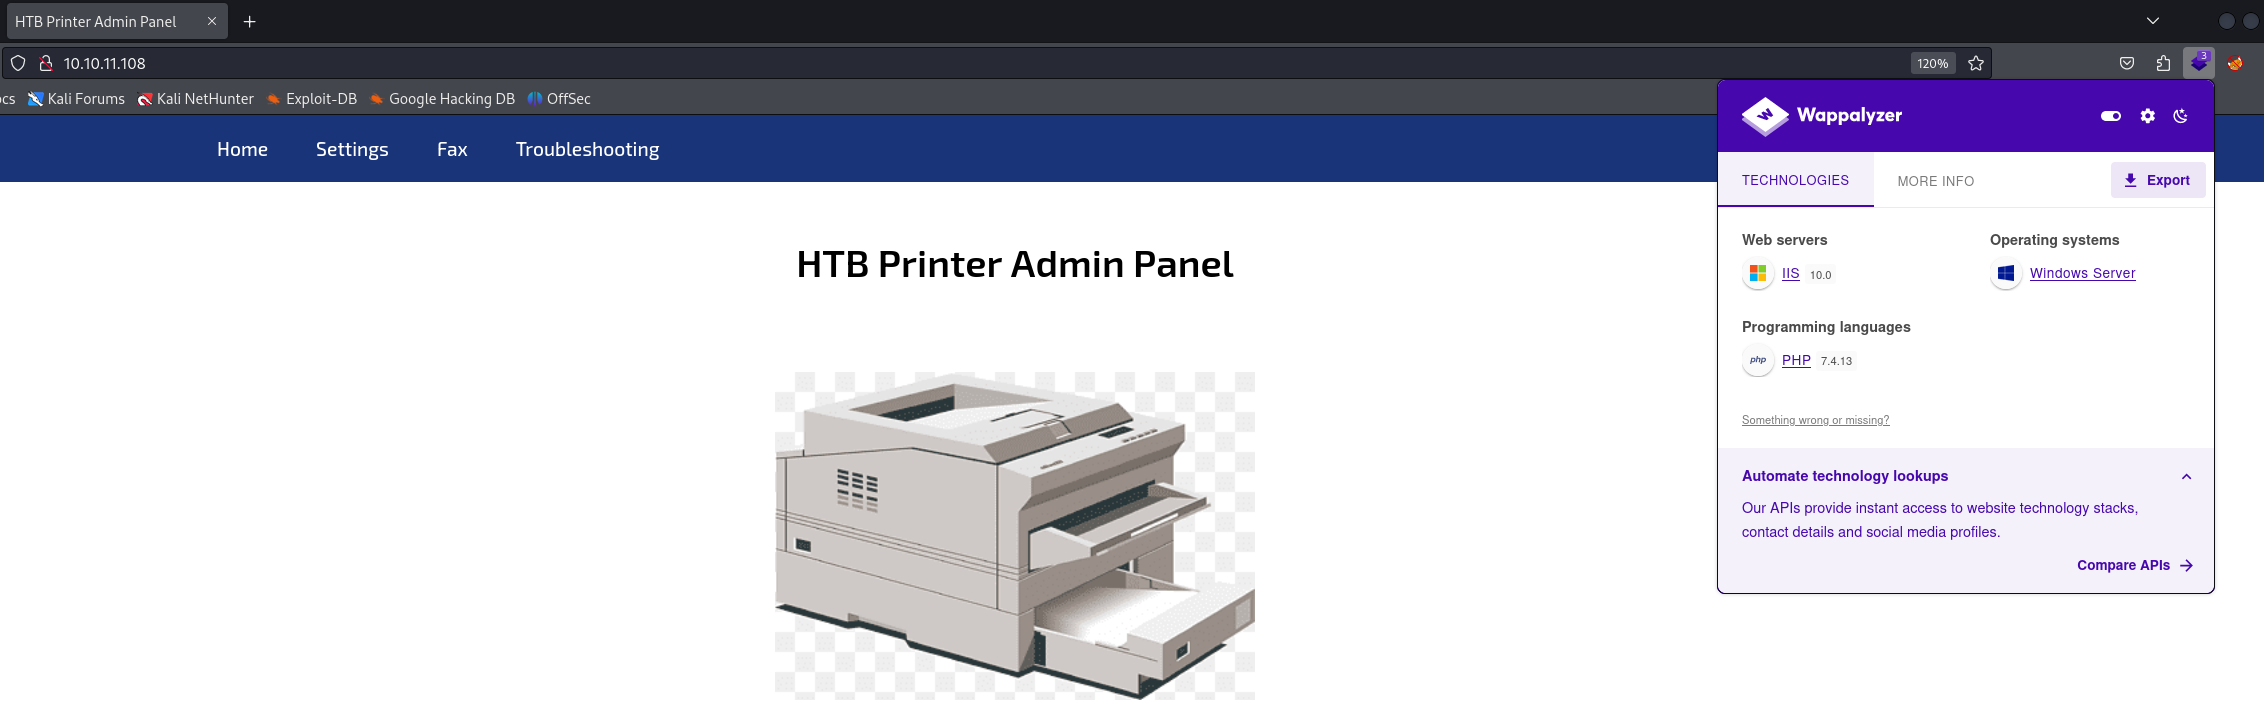 HTB Printer Admin Panel
10.10.11.108
120%
3
ocs Kali Forums Kali NetHunter Exploit-DB Google Hacking DB OffSec
Home Settings Fax Troubleshooting
HTB Printer Admin Panel
W Wappalyzer
TECHNOLOGIES MORE INFO Export
Web servers
IIS 10.0
Operating systems
Windows Server
Programming languages
php PHP 7.4.13
Something wrong or missing?
Automate technology lookups
Our APIs provide instant access to website technology stacks,
contact details and social media profiles.
Compare APIs